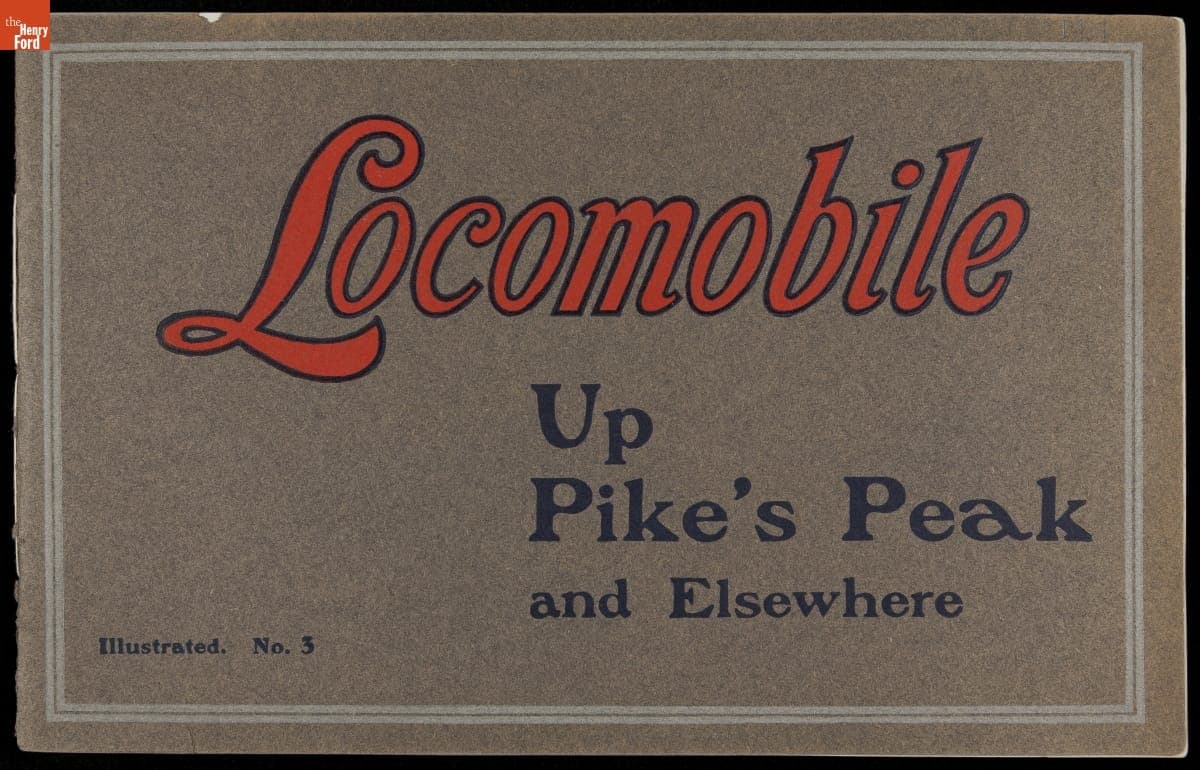 the
Henry
Ford
Locomobile
Up
Pike's Peak
and Elsewhere
Illustrated. No. 3